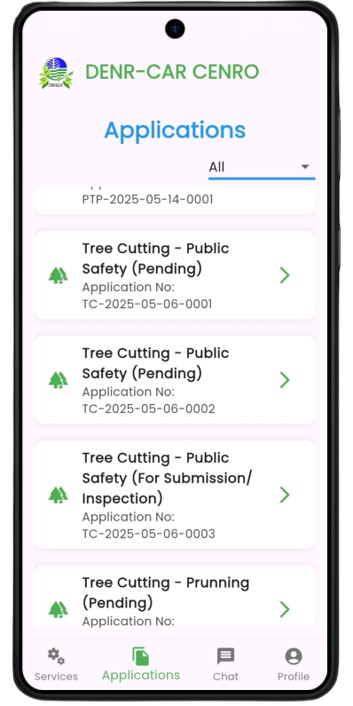 DENR-CAR CENRO
Applications
All
PTP-2025-05-14-0001
Tree Cutting - Public
Safety (Pending)
Application No:
TC-2025-05-06-0001
Tree Cutting - Public
Safety (Pending)
Application No:
TC-2025-05-06-0002
Tree Cutting - Public
Safety (For Submission/
Inspection)
Application No:
TC-2025-05-06-0003
Tree Cutting - Prunning
(Pending)
Application No:
Services
Applications
Chat
Profile